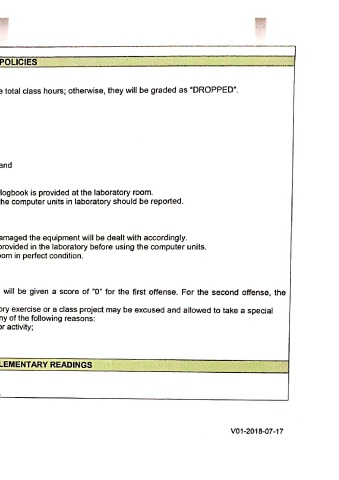 POLICIES
e total class hours; otherwise, they will be graded as "DROPPED".
and
logbook is provided at the laboratory room.
the computer units in laboratory should be reported.
amaged the equipment will be dealt with accordingly.
provided in the laboratory before using the computer units.
oom in perfect condition.
will be given a score of "0" for the first offense. For the second offense, the
ory exercise or a class project may be excused and allowed to take a special
ny of the following reasons:
or activity;
LEMENTARY READINGS
V01-2018-07-17